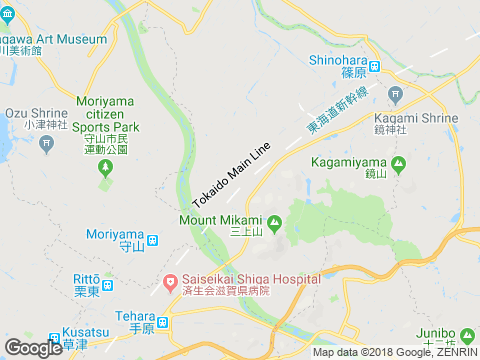 agawa Art Museum
川美術館
Shinohara
篠原
東海道新幹線
Moriyama
citizen
Sports Park
守山市民
運動公園
Ozu Shrine
小津神社
Kagami Shrine
鏡神社
Tokaido Main Line
Kagamiyama
鏡山
Mount Mikami
三上山
Moriyama
守山
Rittō
栗東
Saiseikai Shiga Hospital
済生会滋賀県病院
Tehara
手原
Kusatsu
草津
Junibo
十二坊
Google
Map data ©2018 Google, ZENRIN